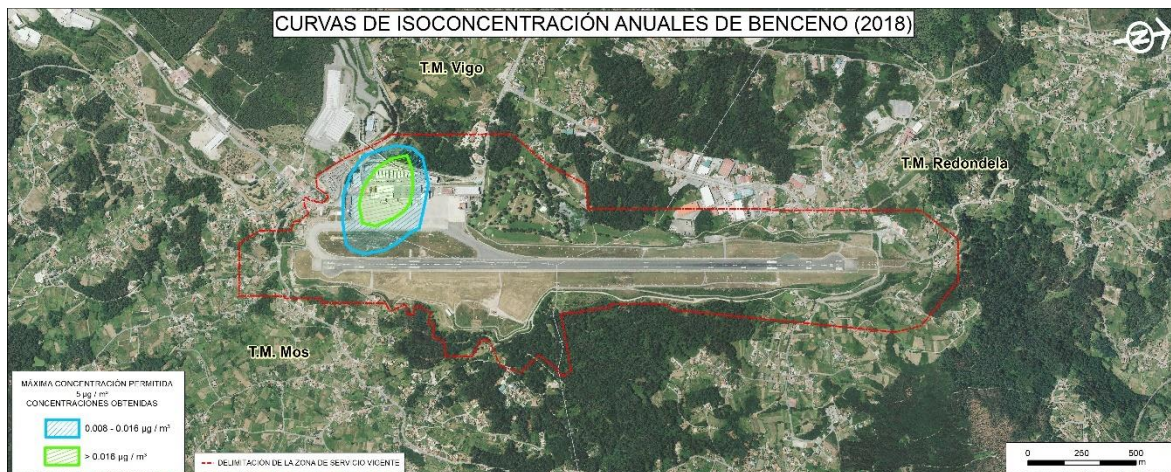 CURVAS DE ISOCONCENTRACIÓN ANUALES DE BENCENO (2018)
N
T.M. Vigo
T.M. Redondela
T.M. Mos
MÁXIMA CONCENTRACIÓN PERMITIDA
5 µg / m³
CONCENTRACIONES OBTENIDAS
0.008 - 0.016 µg / m³
> 0.016 µg / m³
DELIMITACIÓN DE LA ZONA DE SERVICIO VIGENTE
0 250 500
m